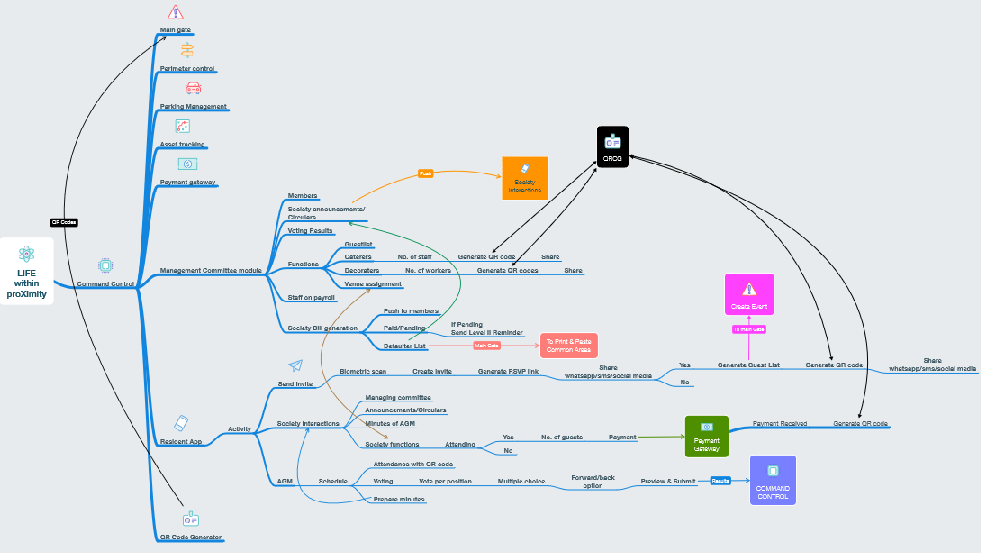 Main gate
Perimeter control
Parking Management
Asset tracking
Payment gateway
QR Codes
LIFE
within
proXimity
Command Control
Management Committee module
Members
Society announcements/
Circulars
Voting Results
Functions
Guestlist
Caterers
No. of staff
Generate QR code
Share
Decorators
No. of workers
Generate QR codes
Share
Venue assignment
Staff on payroll
Society Bill generation
Push to members
Paid/Pending
If Pending
Send Level II Reminder
Defaulter List
Main Gate
To Print & Paste
Common Areas
Push
Society
Interactions
QRCG
Create Event
To Main Gate
Resident App
Activity
Send Invite
Biometric scan
Create Invite
Generate RSVP link
Share
whatsapp/sms/social media
Yes
Generate Guest List
Generate QR code
Share
whatsapp/sms/social media
No
Society Interactions
Managing committee
Announcements/Circulars
Minutes of AGM
Society functions
Attending
Yes
No. of guests
Payment
Payment
Gateway
Payment Received
Generate QR code
No
AGM
Schedule
Attendance with QR code
Voting
Vote per position
Multiple choice
Forward/back
option
Preview & Submit
Results
COMMAND
CONTROL
Prepare minutes
QR Code Generator